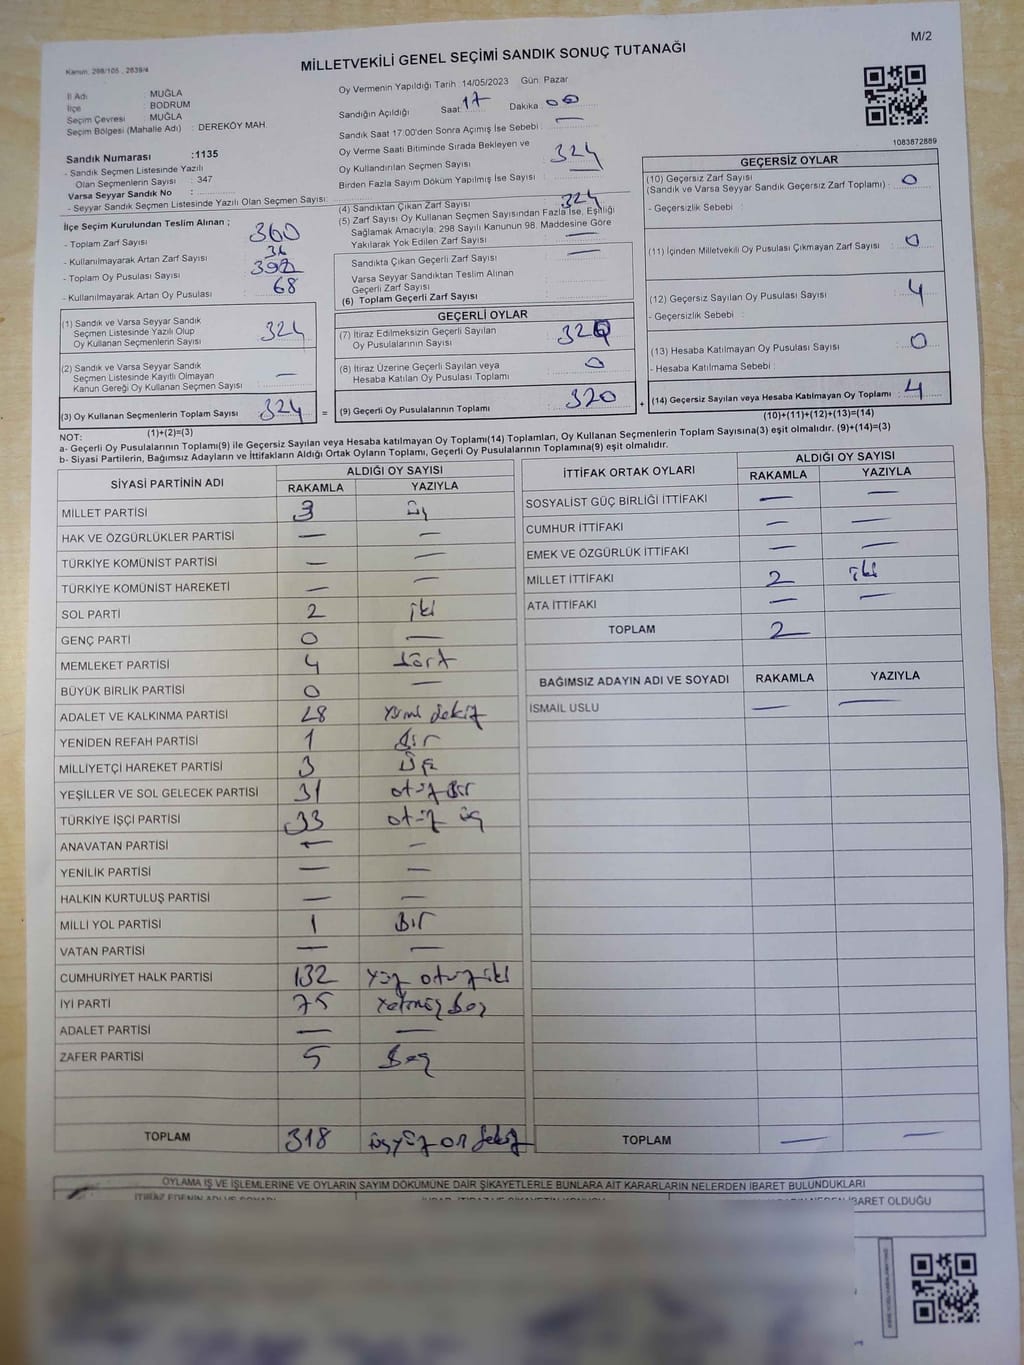 M/2
Kanun: 298/105 , 2839/4
MİLLETVEKİLİ GENEL SEÇİMİ SANDIK SONUÇ TUTANAĞI
İl Adı : MUĞLA
İlçe : BODRUM
Seçim Çevresi : MUĞLA
Seçim Bölgesi (Mahalle Adı) : DEREKÖY MAH.
Sandık Numarası :1135
- Sandık Seçmen Listesinde Yazılı
Olan Seçmenlerin Sayısı : 347
Varsa Seyyar Sandık No :
- Seyyar Sandık Seçmen Listesinde Yazılı Olan Seçmen Sayısı:
Oy Vermenin Yapıldığı Tarih : 14/05/2023 Gün: Pazar
Sandığın Açıldığı Saat : 17 Dakika : 00
Sandık Saat 17:00'den Sonra Açımış İse Sebebi : —
Oy Verme Saati Bitiminde Sırada Bekleyen ve
Oy Kullandırılan Seçmen Sayısı : 324
Birden Fazla Sayım Döküm Yapılmış İse Sayısı :
1083872889
İlçe Seçim Kurulundan Teslim Alınan ;
- Toplam Zarf Sayısı : 360
- Kullanılmayarak Artan Zarf Sayısı : 36
- Toplam Oy Pusulası Sayısı : 392
- Kullanılmayarak Artan Oy Pusulası : 68
(4) Sandıktan Çıkan Zarf Sayısı : 324
(5) Zarf Sayısı Oy Kullanan Seçmen Sayısından Fazla İse, Eşitliği
Sağlamak Amacıyla; 298 Sayılı Kanunun 98. Maddesine Göre
Yakılarak Yok Edilen Zarf Sayısı : —
Sandıkta Çıkan Geçerli Zarf Sayısı : —
Varsa Seyyar Sandıktan Teslim Alınan
Geçerli Zarf Sayısı :
(6) Toplam Geçerli Zarf Sayısı :
GEÇERSİZ OYLAR
(10) Geçersiz Zarf Sayısı
(Sandık ve Varsa Seyyar Sandık Geçersiz Zarf Toplamı) : 0
- Geçersizlik Sebebi :
(11) İçinden Milletvekili Oy Pusulası Çıkmayan Zarf Sayısı : 0
(12) Geçersiz Sayılan Oy Pusulası Sayısı : 4
- Geçersizlik Sebebi :
(13) Hesaba Katılmayan Oy Pusulası Sayısı : 0
- Hesaba Katılmama Sebebi :
(14) Geçersiz Sayılan veya Hesaba Katılmayan Oy Toplamı : 4
(10)+(11)+(12)+(13)=(14)
(1) Sandık ve Varsa Seyyar Sandık
Seçmen Listesinde Yazılı Olup
Oy Kullanan Seçmenlerin Sayısı : 324
(2) Sandık ve Varsa Seyyar Sandık
Seçmen Listesinde Kayıtlı Olmayan
Kanun Gereği Oy Kullanan Seçmen Sayısı : —
(3) Oy Kullanan Seçmenlerin Toplam Sayısı : 324 =
(1)+(2)=(3)
GEÇERLİ OYLAR
(7) İtiraz Edilmeksizin Geçerli Sayılan
Oy Pusulalarının Sayısı : 320
(8) İtiraz Üzerine Geçerli Sayılan veya
Hesaba Katılan Oy Pusulası Toplamı : 0
(9) Geçerli Oy Pusulalarının Toplamı : 320 +
NOT:
a- Geçerli Oy Pusulaları Toplamı(9) ile Geçersiz Sayılan veya Hesaba katılmayan Oy Toplamı(14) Toplamları, Oy Kullanan Seçmenlerin Toplam Sayısına(3) eşit olmalıdır. (9)+(14)=(3)
b- Siyasi Partilerin, Bağımsız Adayların ve İttifakların Aldığı Ortak Oyların Toplamı, Geçerli Oy Pusulalarının Toplamına(9) eşit olmalıdır.
SİYASİ PARTİNİN ADI ALDIĞI OY SAYISI
RAKAMLA YAZIYLA
MİLLET PARTİSİ 3 Üç
HAK VE ÖZGÜRLÜKLER PARTİSİ — —
TÜRKİYE KOMÜNİST PARTİSİ — —
TÜRKİYE KOMÜNİST HAREKETİ — —
SOL PARTİ 2 iki
GENÇ PARTİ 0 —
MEMLEKET PARTİSİ 4 dört
BÜYÜK BİRLİK PARTİSİ 0 —
ADALET VE KALKINMA PARTİSİ 28 Yirmi sekiz
YENİDEN REFAH PARTİSİ 1 Bir
MİLLİYETÇİ HAREKET PARTİSİ 3 Üç
YEŞİLLER VE SOL GELECEK PARTİSİ 31 otuz Bir
TÜRKİYE İŞÇİ PARTİSİ 33 otuz üç
ANAVATAN PARTİSİ — —
YENİLİK PARTİSİ — —
HALKIN KURTULUŞ PARTİSİ — —
MİLLİ YOL PARTİSİ 1 Bir
VATAN PARTİSİ — —
CUMHURİYET HALK PARTİSİ 132 Yüz otuz iki
İYİ PARTİ 75 Yetmiş beş
ADALET PARTİSİ — —
ZAFER PARTİSİ 5 Beş
TOPLAM 318 üçyüz on sekiz
İTTİFAK ORTAK OYLARI ALDIĞI OY SAYISI
RAKAMLA YAZIYLA
SOSYALİST GÜÇ BİRLİĞİ İTTİFAKI — —
CUMHUR İTTİFAKI — —
EMEK VE ÖZGÜRLÜK İTTİFAKI — —
MİLLET İTTİFAKI 2 iki
ATA İTTİFAKI — —
TOPLAM 2
BAĞIMSIZ ADAYIN ADI VE SOYADI RAKAMLA YAZIYLA
İSMAİL USLU — —
TOPLAM — —
OYLAMA İŞ VE İŞLEMLERİNE VE OYLARIN SAYIM DÖKÜMÜNE DAİR ŞİKAYETLERLE BUNLARA AİT KARARLARIN NELERDEN İBARET BULUNDUKLARI
İBARET OLDUĞU